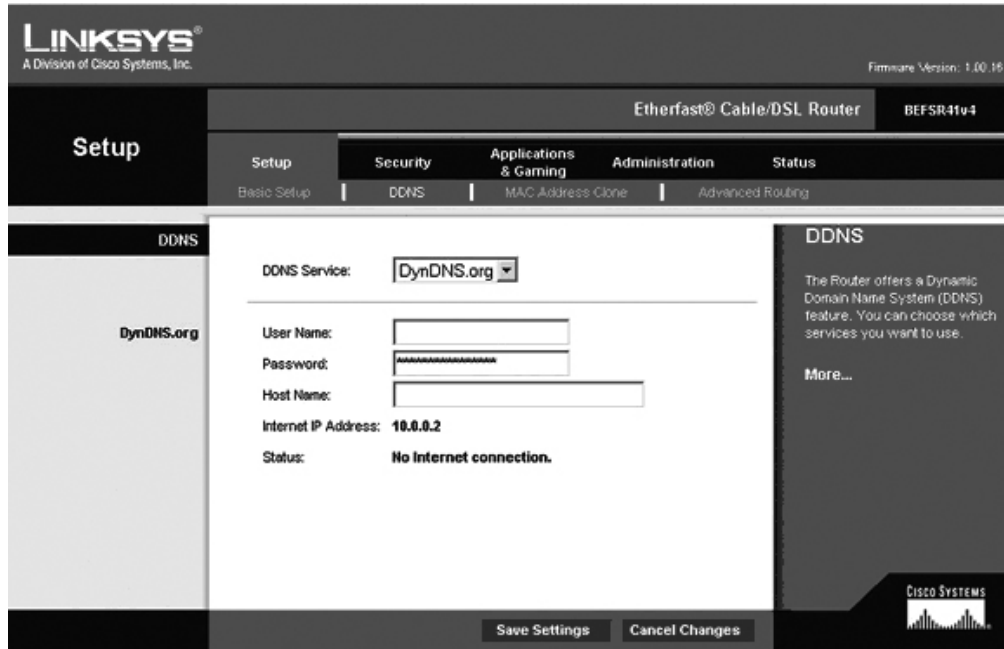 LINKSYS®
A Division of Cisco Systems, Inc.
Firmware Version: 1.00.16
Etherfast® Cable/DSL Router
BEFSR41v4
Setup
Setup
Security
Applications
& Gaming
Administration
Status
Basic Setup
DDNS
MAC Address Clone
Advanced Routing
DDNS
DDNS Service:
DynDNS.org
DynDNS.org
User Name:
Password:
****************
Host Name:
Internet IP Address: 10.0.0.2
Status: No Internet connection.
DDNS
The Router offers a Dynamic
Domain Name System (DDNS)
feature. You can choose which
services you want to use.
More...
Save Settings
Cancel Changes
CISCO SYSTEMS